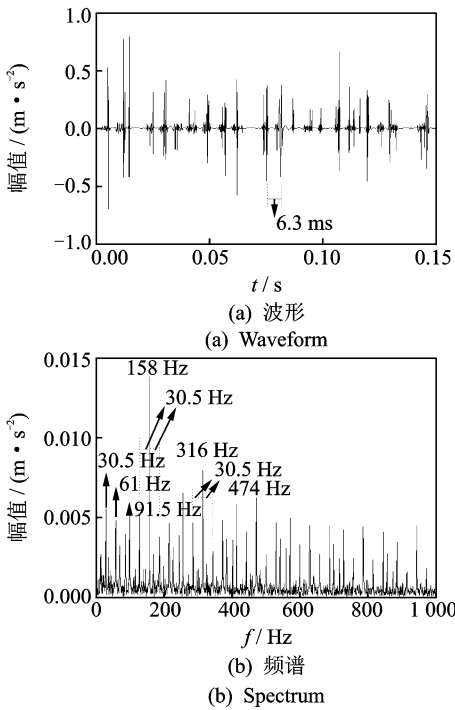 1.0
0.5
0.0
−0.5
−1.0
幅值 / (m • s⁻²)
6.3 ms
0.00 0.05 0.10 0.15
t / s
(a) 波形
(a) Waveform
0.015
0.010
0.005
0.000
幅值 / (m • s⁻²)
158 Hz
30.5 Hz
316 Hz
30.5 Hz
30.5 Hz
61 Hz
474 Hz
91.5 Hz
0 200 400 600 800 1 000
f / Hz
(b) 频谱
(b) Spectrum